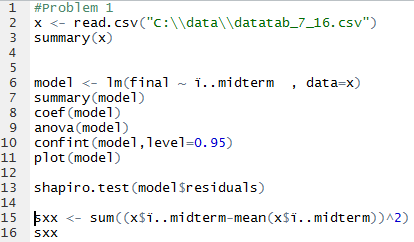 1 #Problem 1
2 x <- read.csv("C:\\data\\datatab_7_16.csv")
3 summary(x)
4
5
6 model <- lm(final ~ ï..midterm , data=x)
7 summary(model)
8 coef(model)
9 anova(model)
10 confint(model,level=0.95)
11 plot(model)
12
13 shapiro.test(model$residuals)
14
15 sxx <- sum((x$ï..midterm-mean(x$ï..midterm))^2)
16 sxx